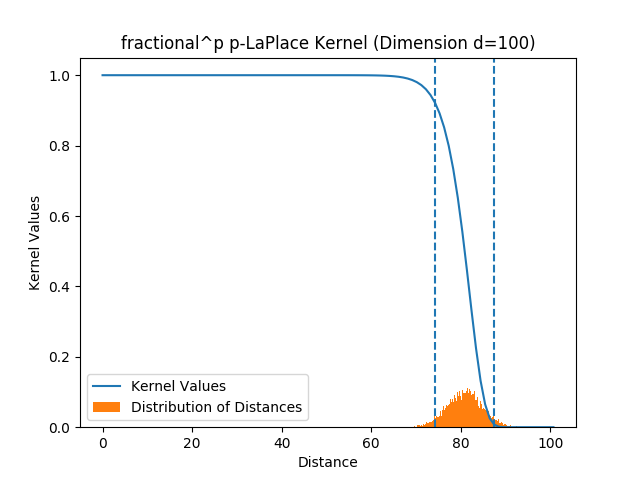 fractional^p p-LaPlace Kernel (Dimension d=100)
1.0
0.8
0.6
0.4
0.2
0.0
Kernel Values
Kernel Values
Distribution of Distances
0 20 40 60 80 100
Distance